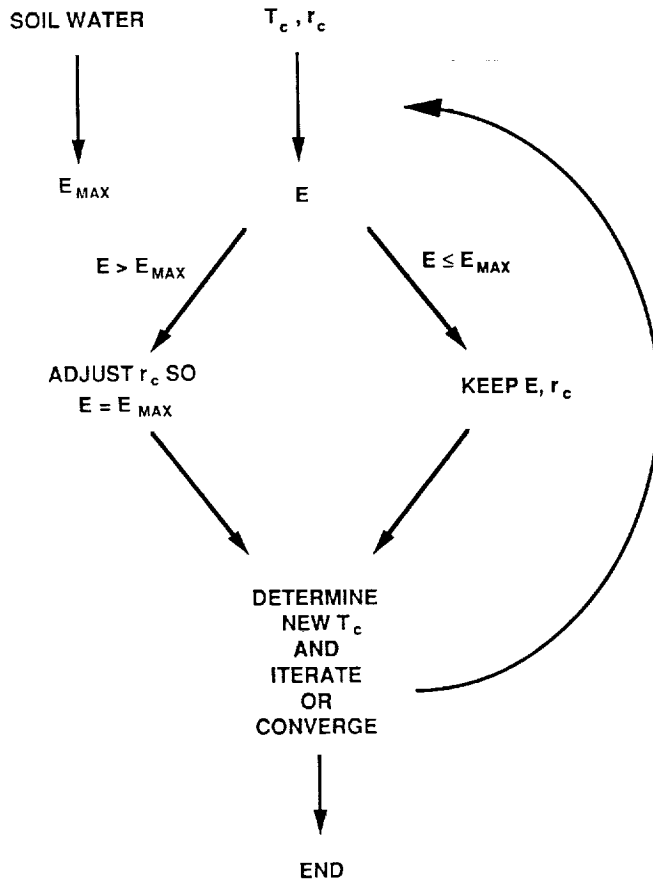 SOIL WATER
T_c, r_c
E_MAX
E
E > E_MAX
E ≤ E_MAX
ADJUST r_c SO
E = E_MAX
KEEP E, r_c
DETERMINE
NEW T_c
AND
ITERATE
OR
CONVERGE
END